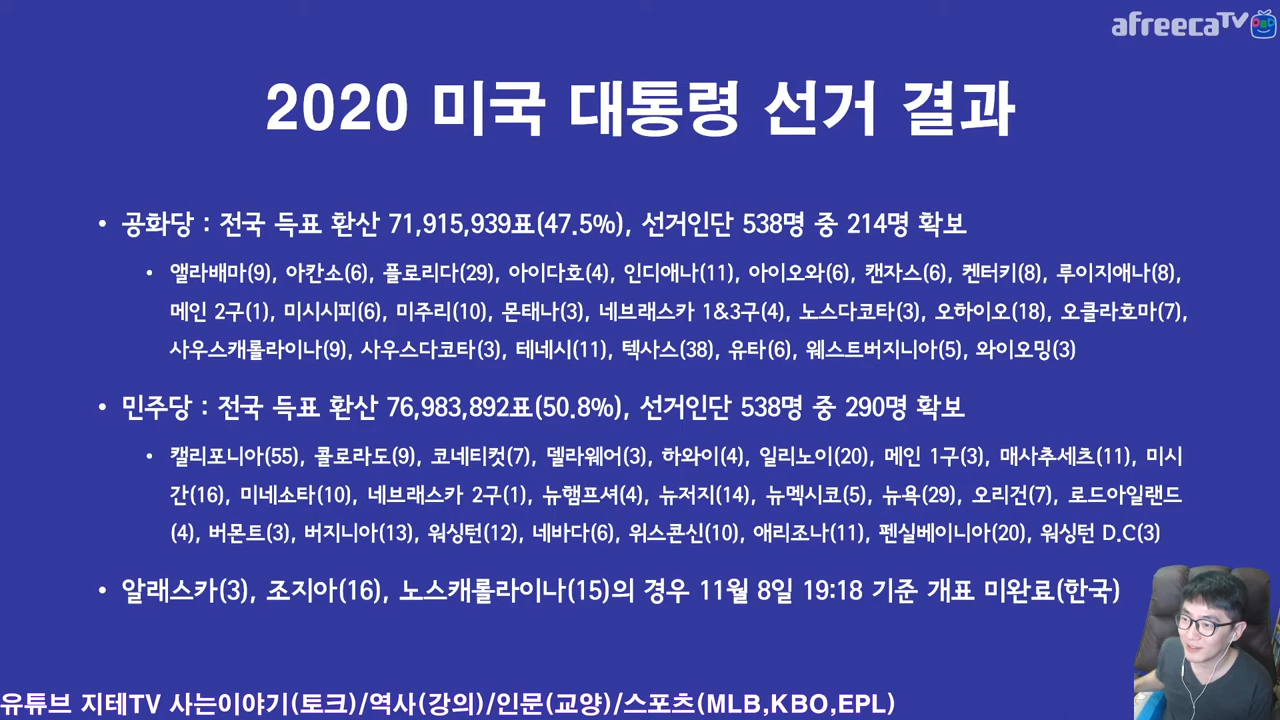 afreecaTV
2020 미국 대통령 선거 결과
• 공화당 : 전국 득표 환산 71,915,939표(47.5%), 선거인단 538명 중 214명 확보
• 앨라배마(9), 아칸소(6), 플로리다(29), 아이다호(4), 인디애나(11), 아이오와(6), 캔자스(6), 켄터키(8), 루이지애나(8),
메인 2구(1), 미시시피(6), 미주리(10), 몬태나(3), 네브래스카 1&3구(4), 노스다코타(3), 오하이오(18), 오클라호마(7),
사우스캐롤라이나(9), 사우스다코타(3), 테네시(11), 텍사스(38), 유타(6), 웨스트버지니아(5), 와이오밍(3)
• 민주당 : 전국 득표 환산 76,983,892표(50.8%), 선거인단 538명 중 290명 확보
• 캘리포니아(55), 콜로라도(9), 코네티컷(7), 델라웨어(3), 하와이(4), 일리노이(20), 메인 1구(3), 매사추세츠(11), 미시
간(16), 미네소타(10), 네브래스카 2구(1), 뉴햄프셔(4), 뉴저지(14), 뉴멕시코(5), 뉴욕(29), 오리건(7), 로드아일랜드
(4), 버몬트(3), 버지니아(13), 워싱턴(12), 네바다(6), 위스콘신(10), 애리조나(11), 펜실베이니아(20), 워싱턴 D.C(3)
• 알래스카(3), 조지아(16), 노스캐롤라이나(15)의 경우 11월 8일 19:18 기준 개표 미완료(한국)
유튜브 지테TV 사는이야기(토크)/역사(강의)/인문(교양)/스포츠(MLB,KBO,EPL)